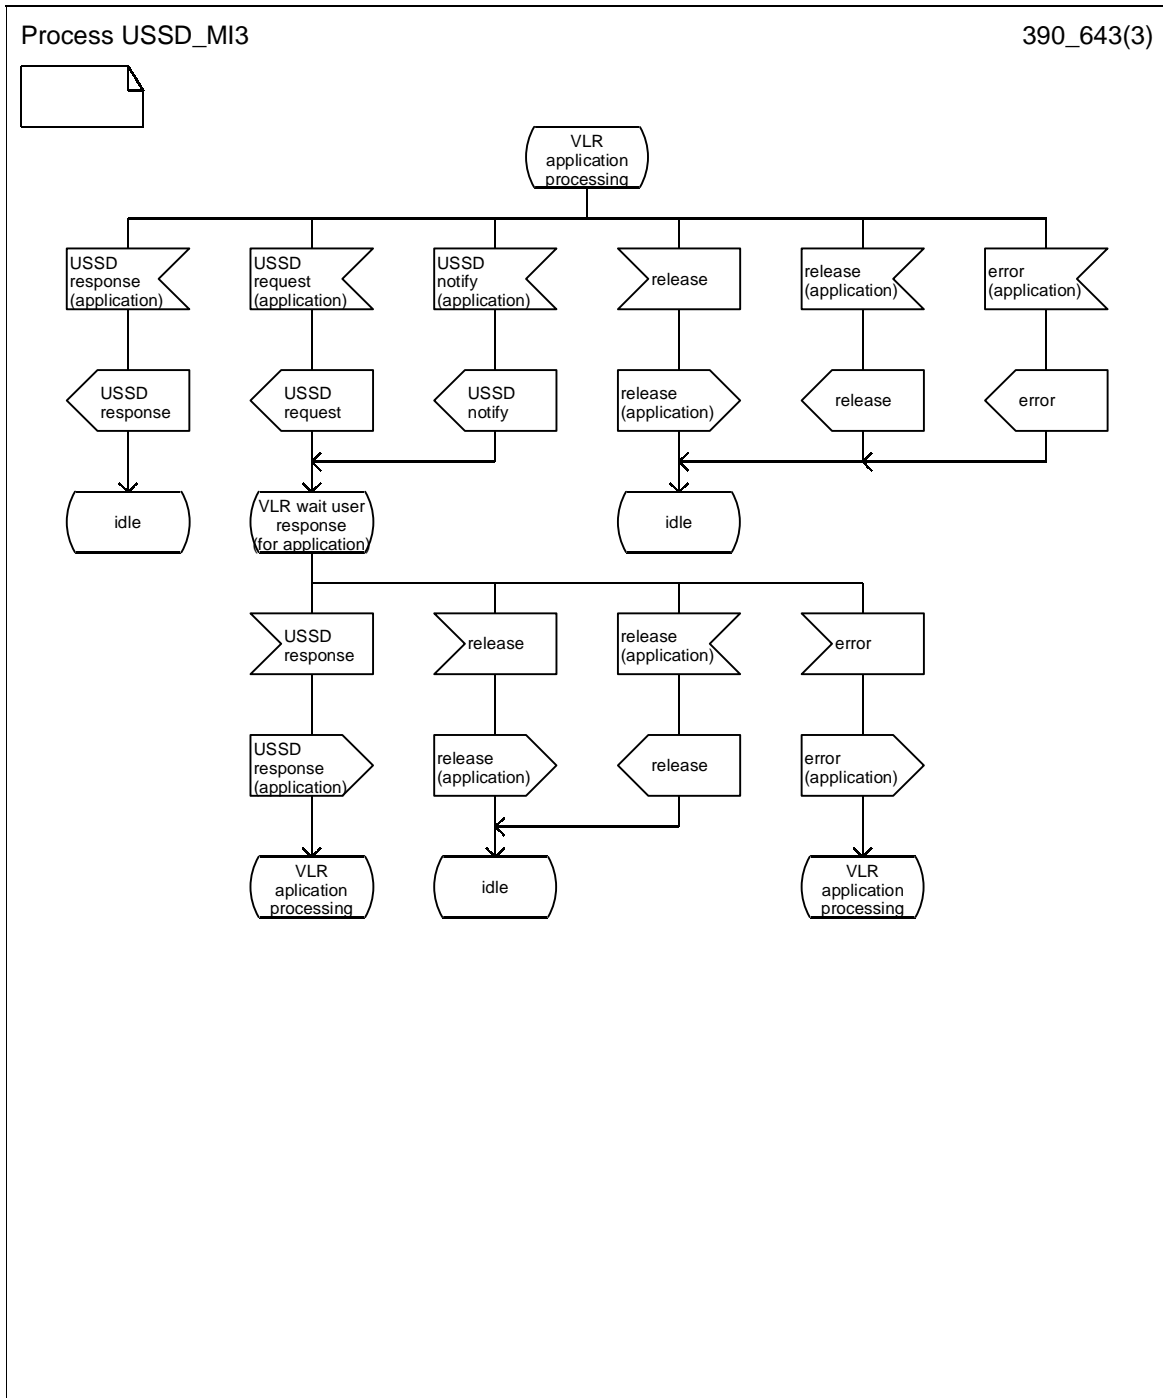 Process USSD_MI3
390_643(3)
VLR
application
processing
USSD
response
(application)
USSD
request
(application)
USSD
notify
(application)
release
release
(application)
error
(application)
USSD
response
USSD
request
USSD
notify
release
(application)
release
error
idle
VLR wait user
response
(for application)
idle
USSD
response
release
release
(application)
error
USSD
response
(application)
release
(application)
release
error
(application)
VLR
aplication
processing
idle
VLR
application
processing